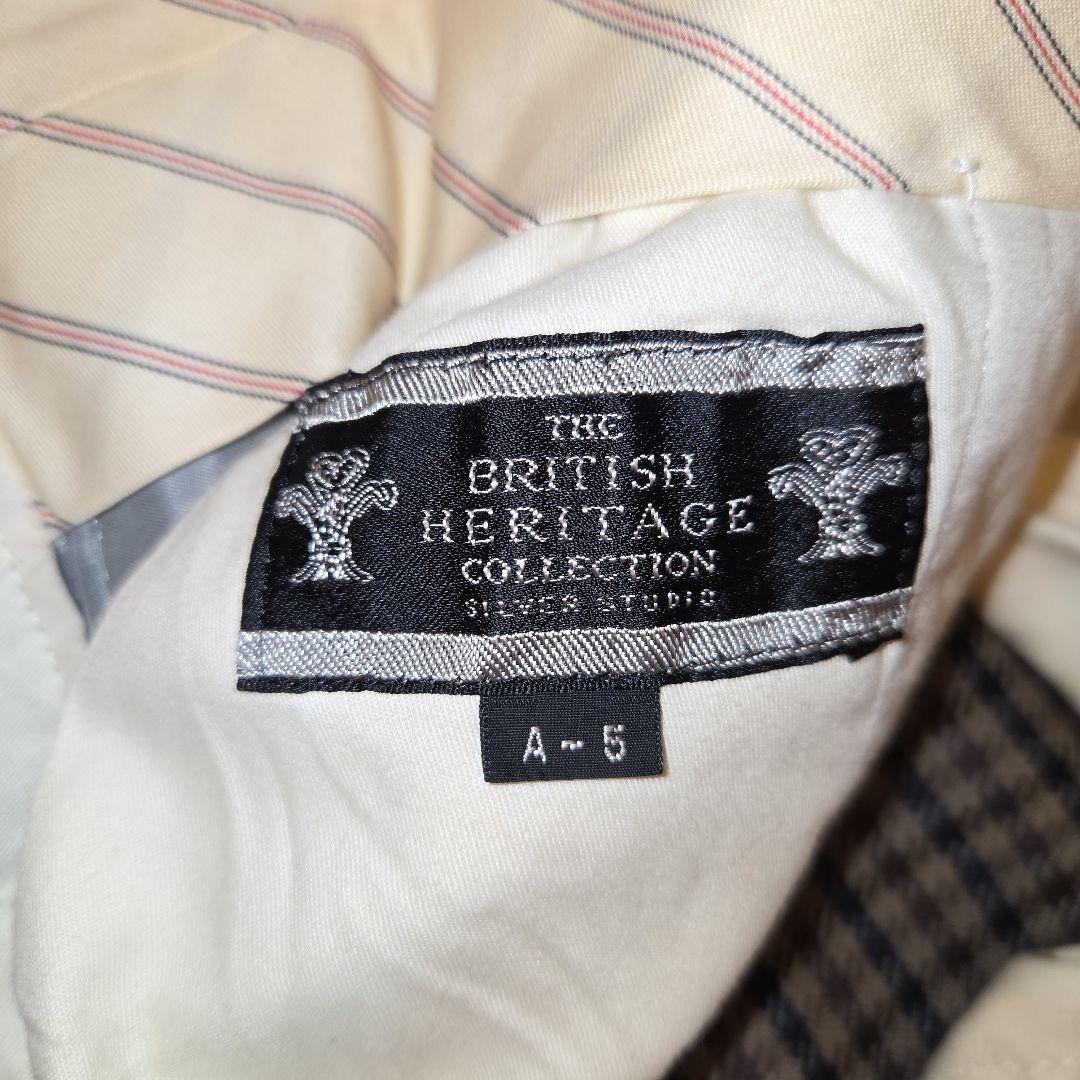 THE
BRITISH
HERITAGE
COLLECTION
SILVER STUDIO
A-5